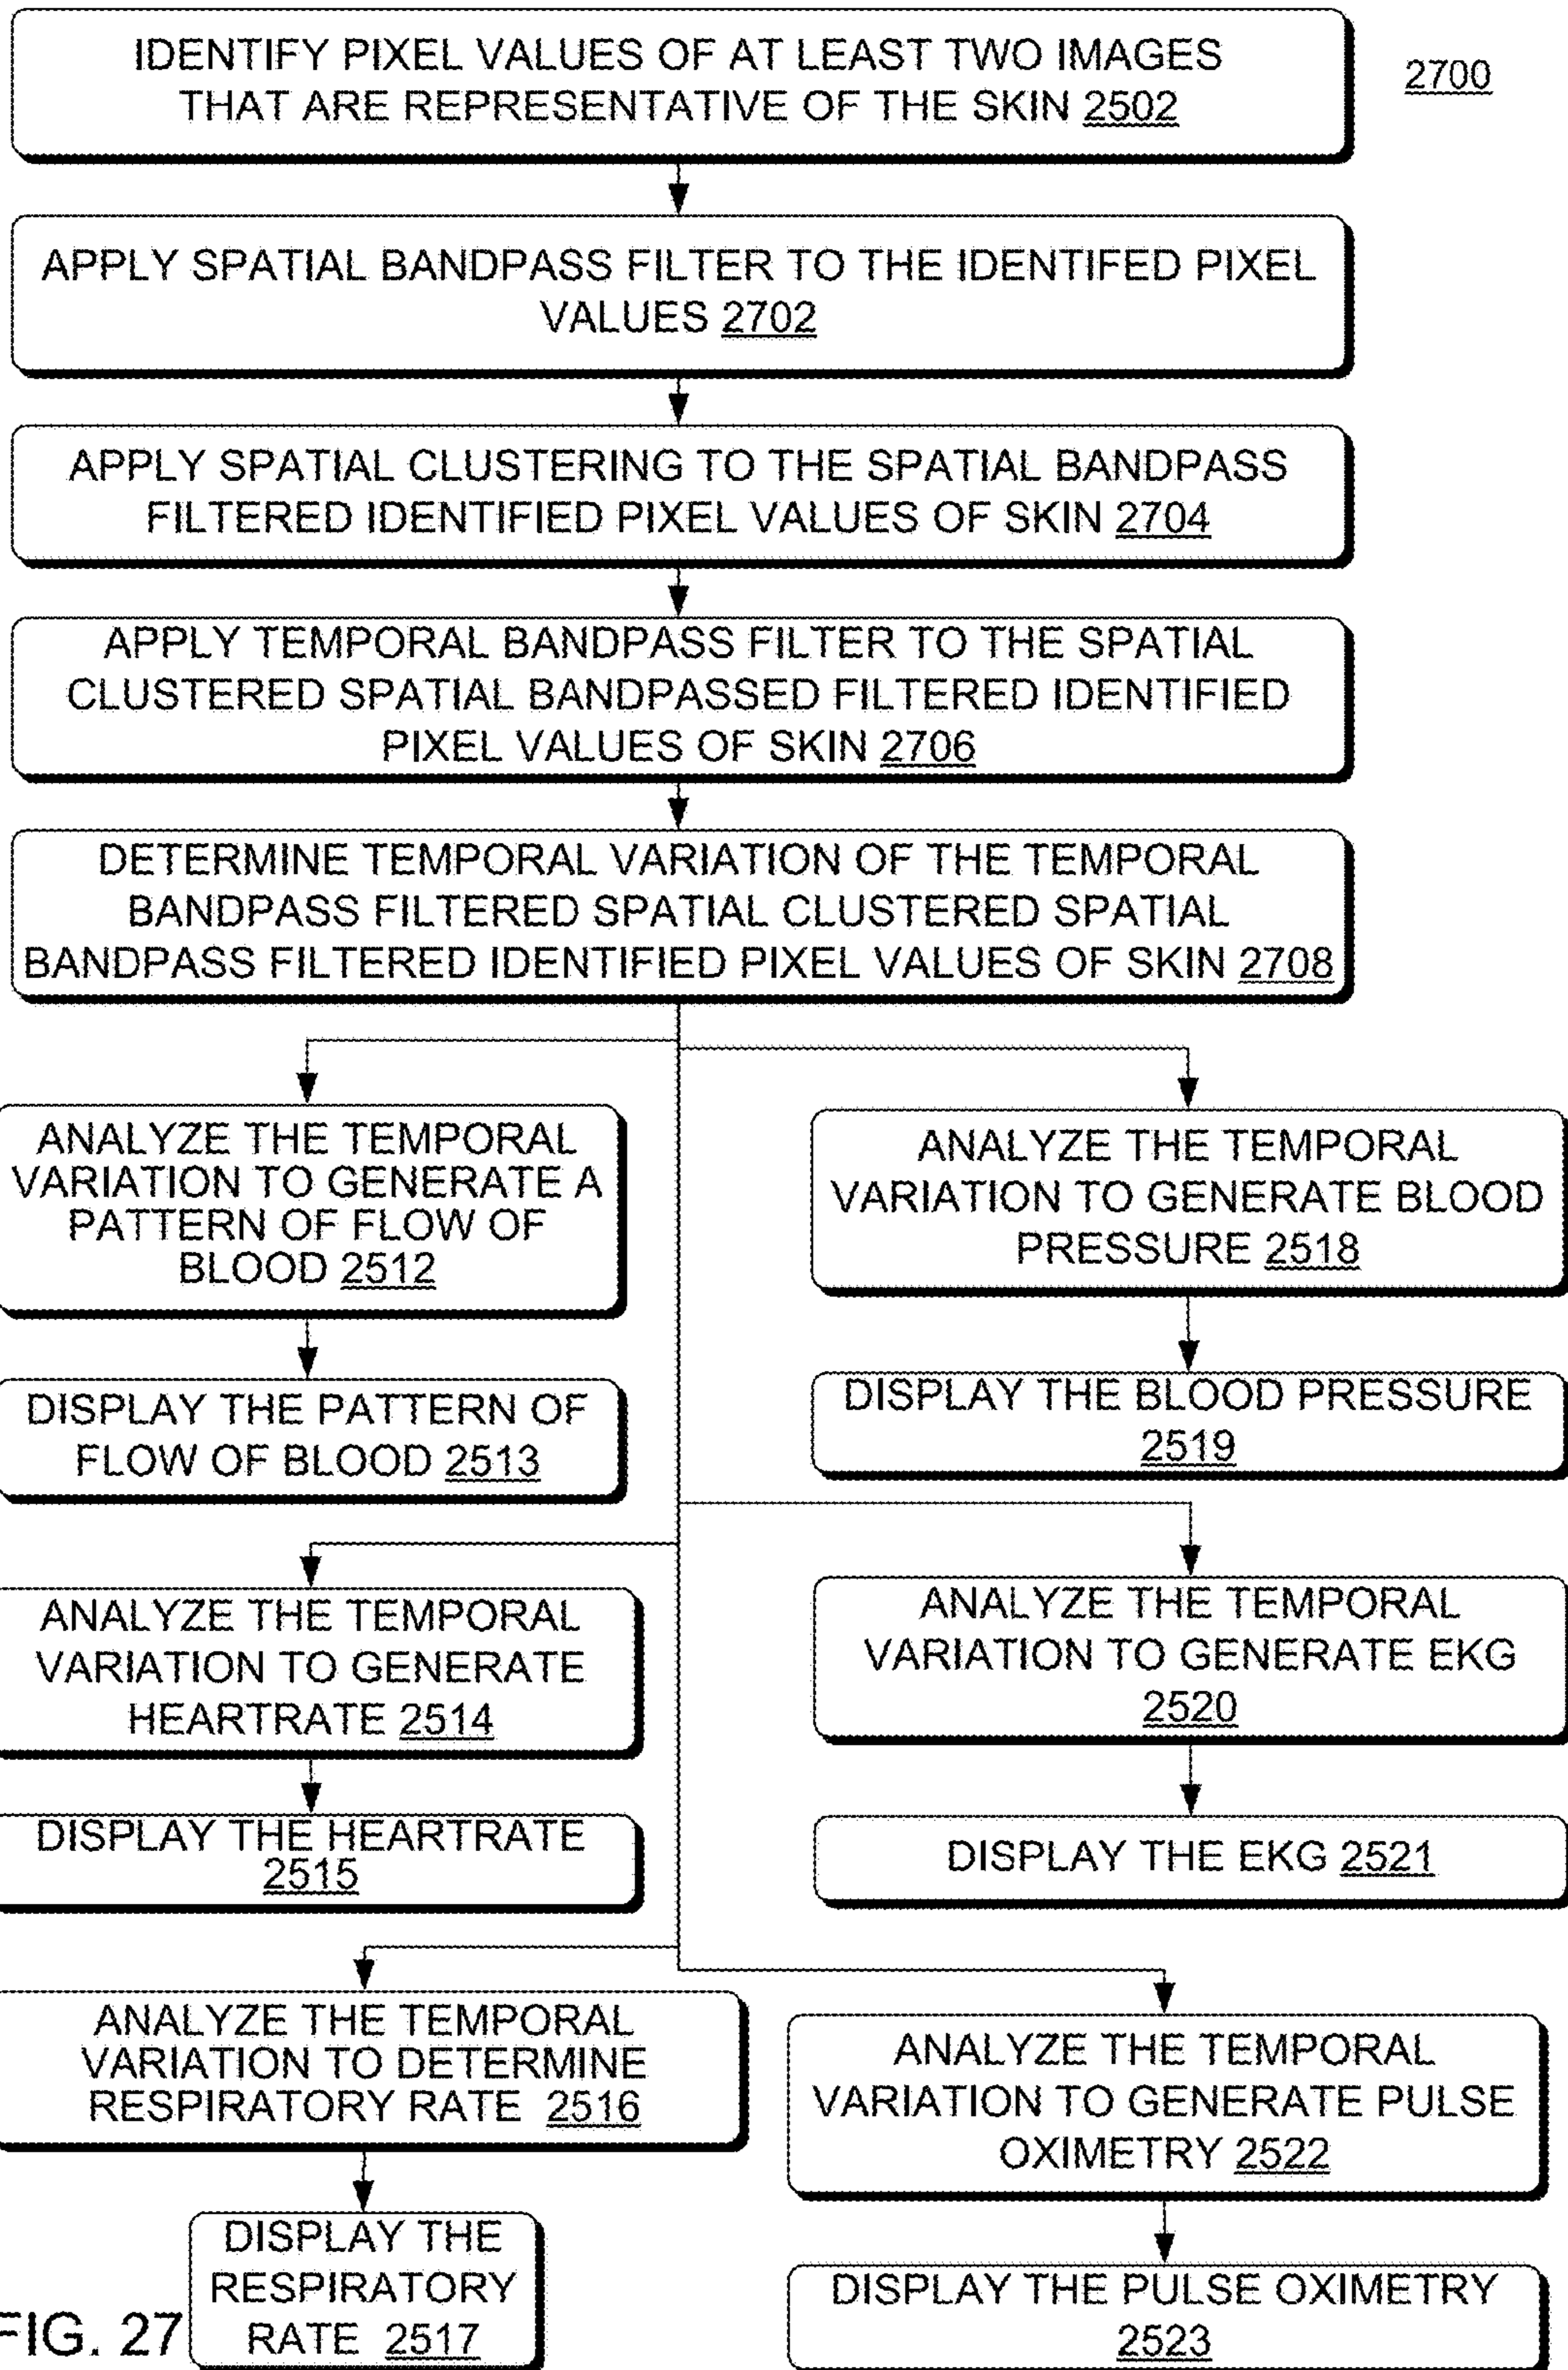 IDENTIFY PIXEL VALUES OF AT LEAST TWO IMAGES
THAT ARE REPRESENTATIVE OF THE SKIN 2502
2700
APPLY SPATIAL BANDPASS FILTER TO THE IDENTIFED PIXEL
VALUES 2702
APPLY SPATIAL CLUSTERING TO THE SPATIAL BANDPASS
FILTERED IDENTIFIED PIXEL VALUES OF SKIN 2704
APPLY TEMPORAL BANDPASS FILTER TO THE SPATIAL
CLUSTERED SPATIAL BANDPASSED FILTERED IDENTIFIED
PIXEL VALUES OF SKIN 2706
DETERMINE TEMPORAL VARIATION OF THE TEMPORAL
BANDPASS FILTERED SPATIAL CLUSTERED SPATIAL
BANDPASS FILTERED IDENTIFIED PIXEL VALUES OF SKIN 2708
ANALYZE THE TEMPORAL
VARIATION TO GENERATE A
PATTERN OF FLOW OF
BLOOD 2512
ANALYZE THE TEMPORAL
VARIATION TO GENERATE BLOOD
PRESSURE 2518
DISPLAY THE PATTERN OF
FLOW OF BLOOD 2513
DISPLAY THE BLOOD PRESSURE
2519
ANALYZE THE TEMPORAL
VARIATION TO GENERATE
HEARTRATE 2514
ANALYZE THE TEMPORAL
VARIATION TO GENERATE EKG
2520
DISPLAY THE HEARTRATE
2515
DISPLAY THE EKG 2521
ANALYZE THE TEMPORAL
VARIATION TO DETERMINE
RESPIRATORY RATE 2516
ANALYZE THE TEMPORAL
VARIATION TO GENERATE PULSE
OXIMETRY 2522
DISPLAY THE
RESPIRATORY
RATE 2517
DISPLAY THE PULSE OXIMETRY
2523
FIG. 27